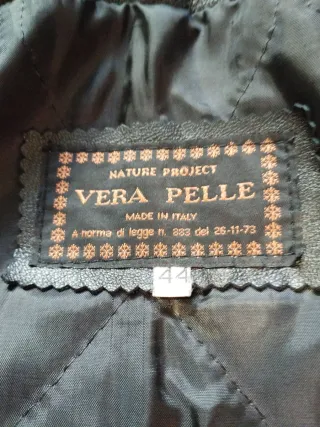 NATURE PROJECT
VERA PELLE
MADE IN ITALY
A norma di legge n. 883 del 26-11-73
44